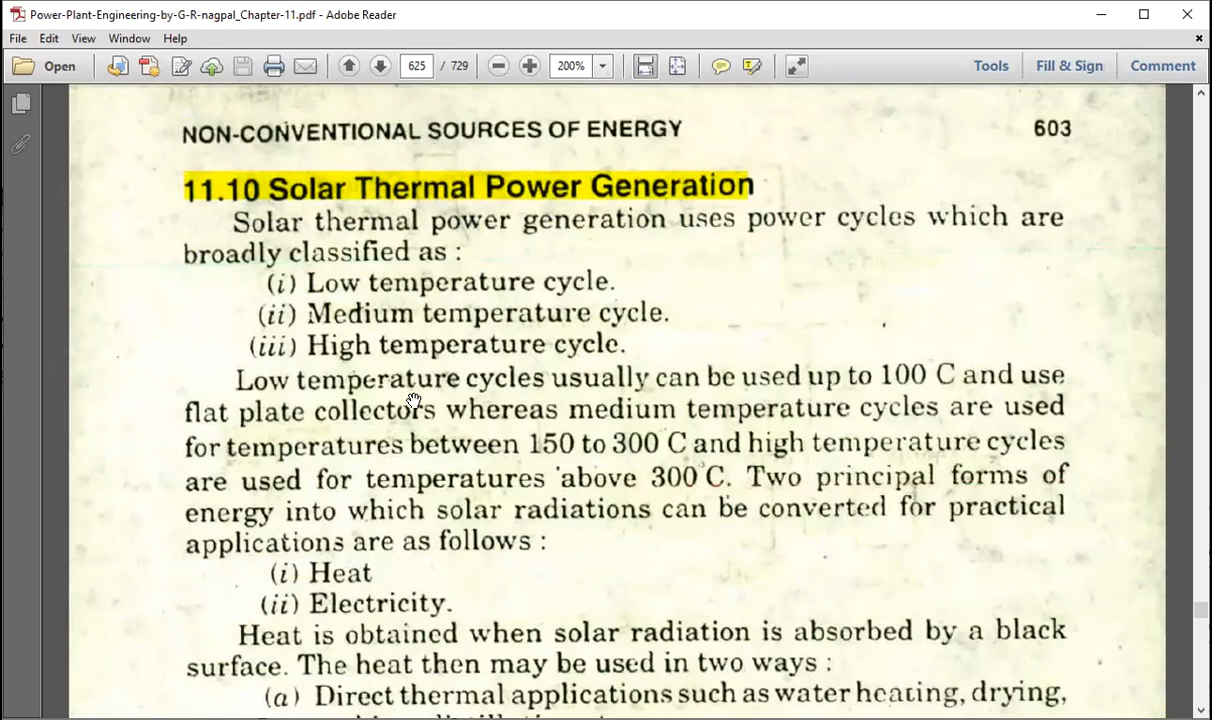 Power-Plant-Engineering-by-G-R-nagpal_Chapter-11.pdf - Adobe Reader
File Edit View Window Help
Open 625 / 729 200% Tools Fill & Sign Comment
NON-CONVENTIONAL SOURCES OF ENERGY 603
11.10 Solar Thermal Power Generation
Solar thermal power generation uses power cycles which are
broadly classified as :
(i) Low temperature cycle.
(ii) Medium temperature cycle.
(iii) High temperature cycle.
Low temperature cycles usually can be used up to 100 C and use
flat plate collectors whereas medium temperature cycles are used
for temperatures between 150 to 300 C and high temperature cycles
are used for temperatures above 300°C. Two principal forms of
energy into which solar radiations can be converted for practical
applications are as follows :
(i) Heat
(ii) Electricity.
Heat is obtained when solar radiation is absorbed by a black
surface. The heat then may be used in two ways :
(a) Direct thermal applications such as water heating, drying,